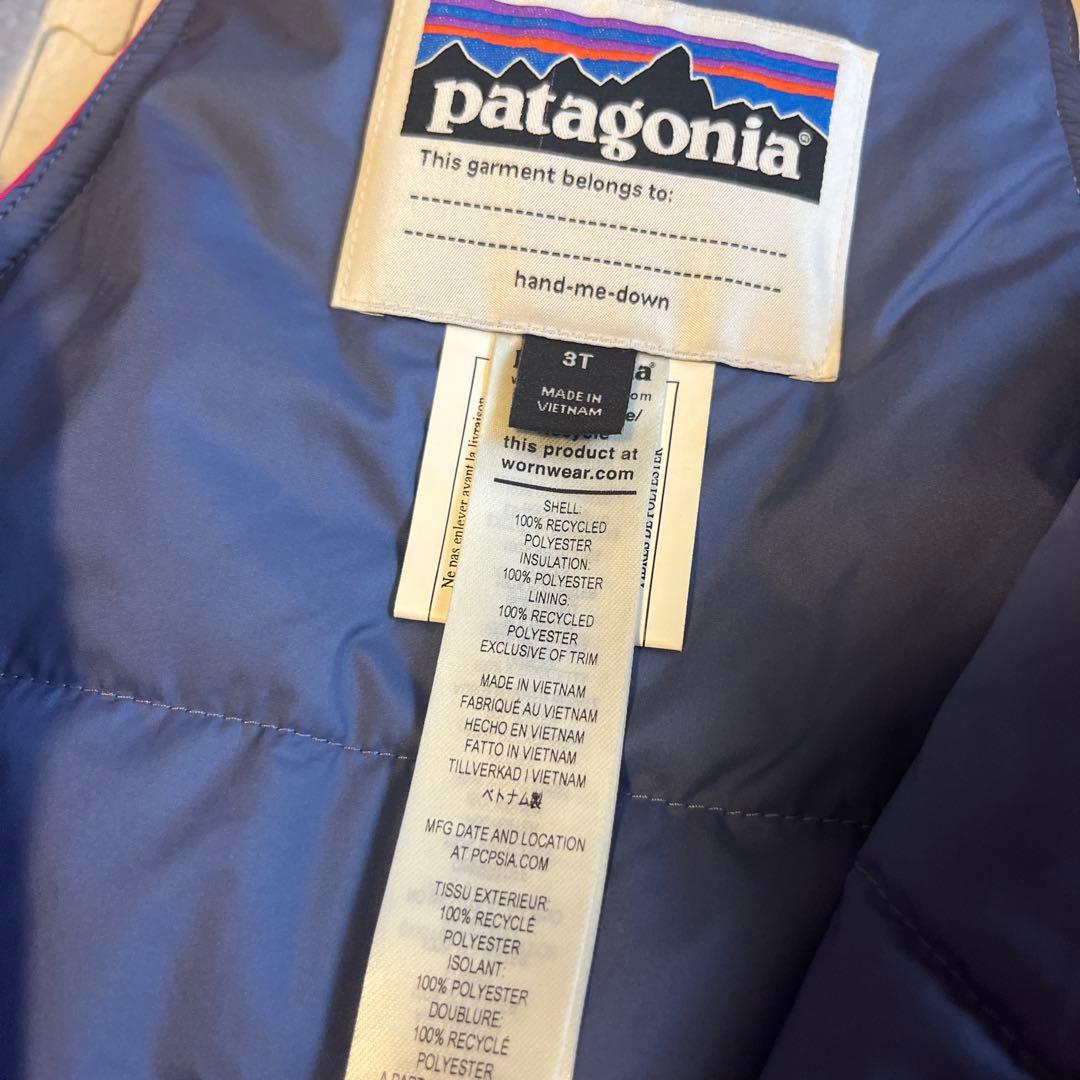 patagonia®
This garment belongs to:
hand-me-down
3T
MADE IN
VIETNAM
this product at
wornwear.com
SHELL:
100% RECYCLED
POLYESTER
INSULATION:
100% POLYESTER
LINING:
100% RECYCLED
POLYESTER
EXCLUSIVE OF TRIM
MADE IN VIETNAM
FABRIQUÉ AU VIETNAM
HECHO EN VIETNAM
FATTO IN VIETNAM
TILLVERKAD I VIETNAM
ベトナム製
MFG DATE AND LOCATION
AT PCPSIA.COM
TISSU EXTERIEUR:
100% RECYCLÉ
POLYESTER
ISOLANT:
100% POLYESTER
DOUBLURE:
100% RECYCLÉ
POLYESTER
Ne pas enlever avant la livraison
FIBRES DE POLYESTER